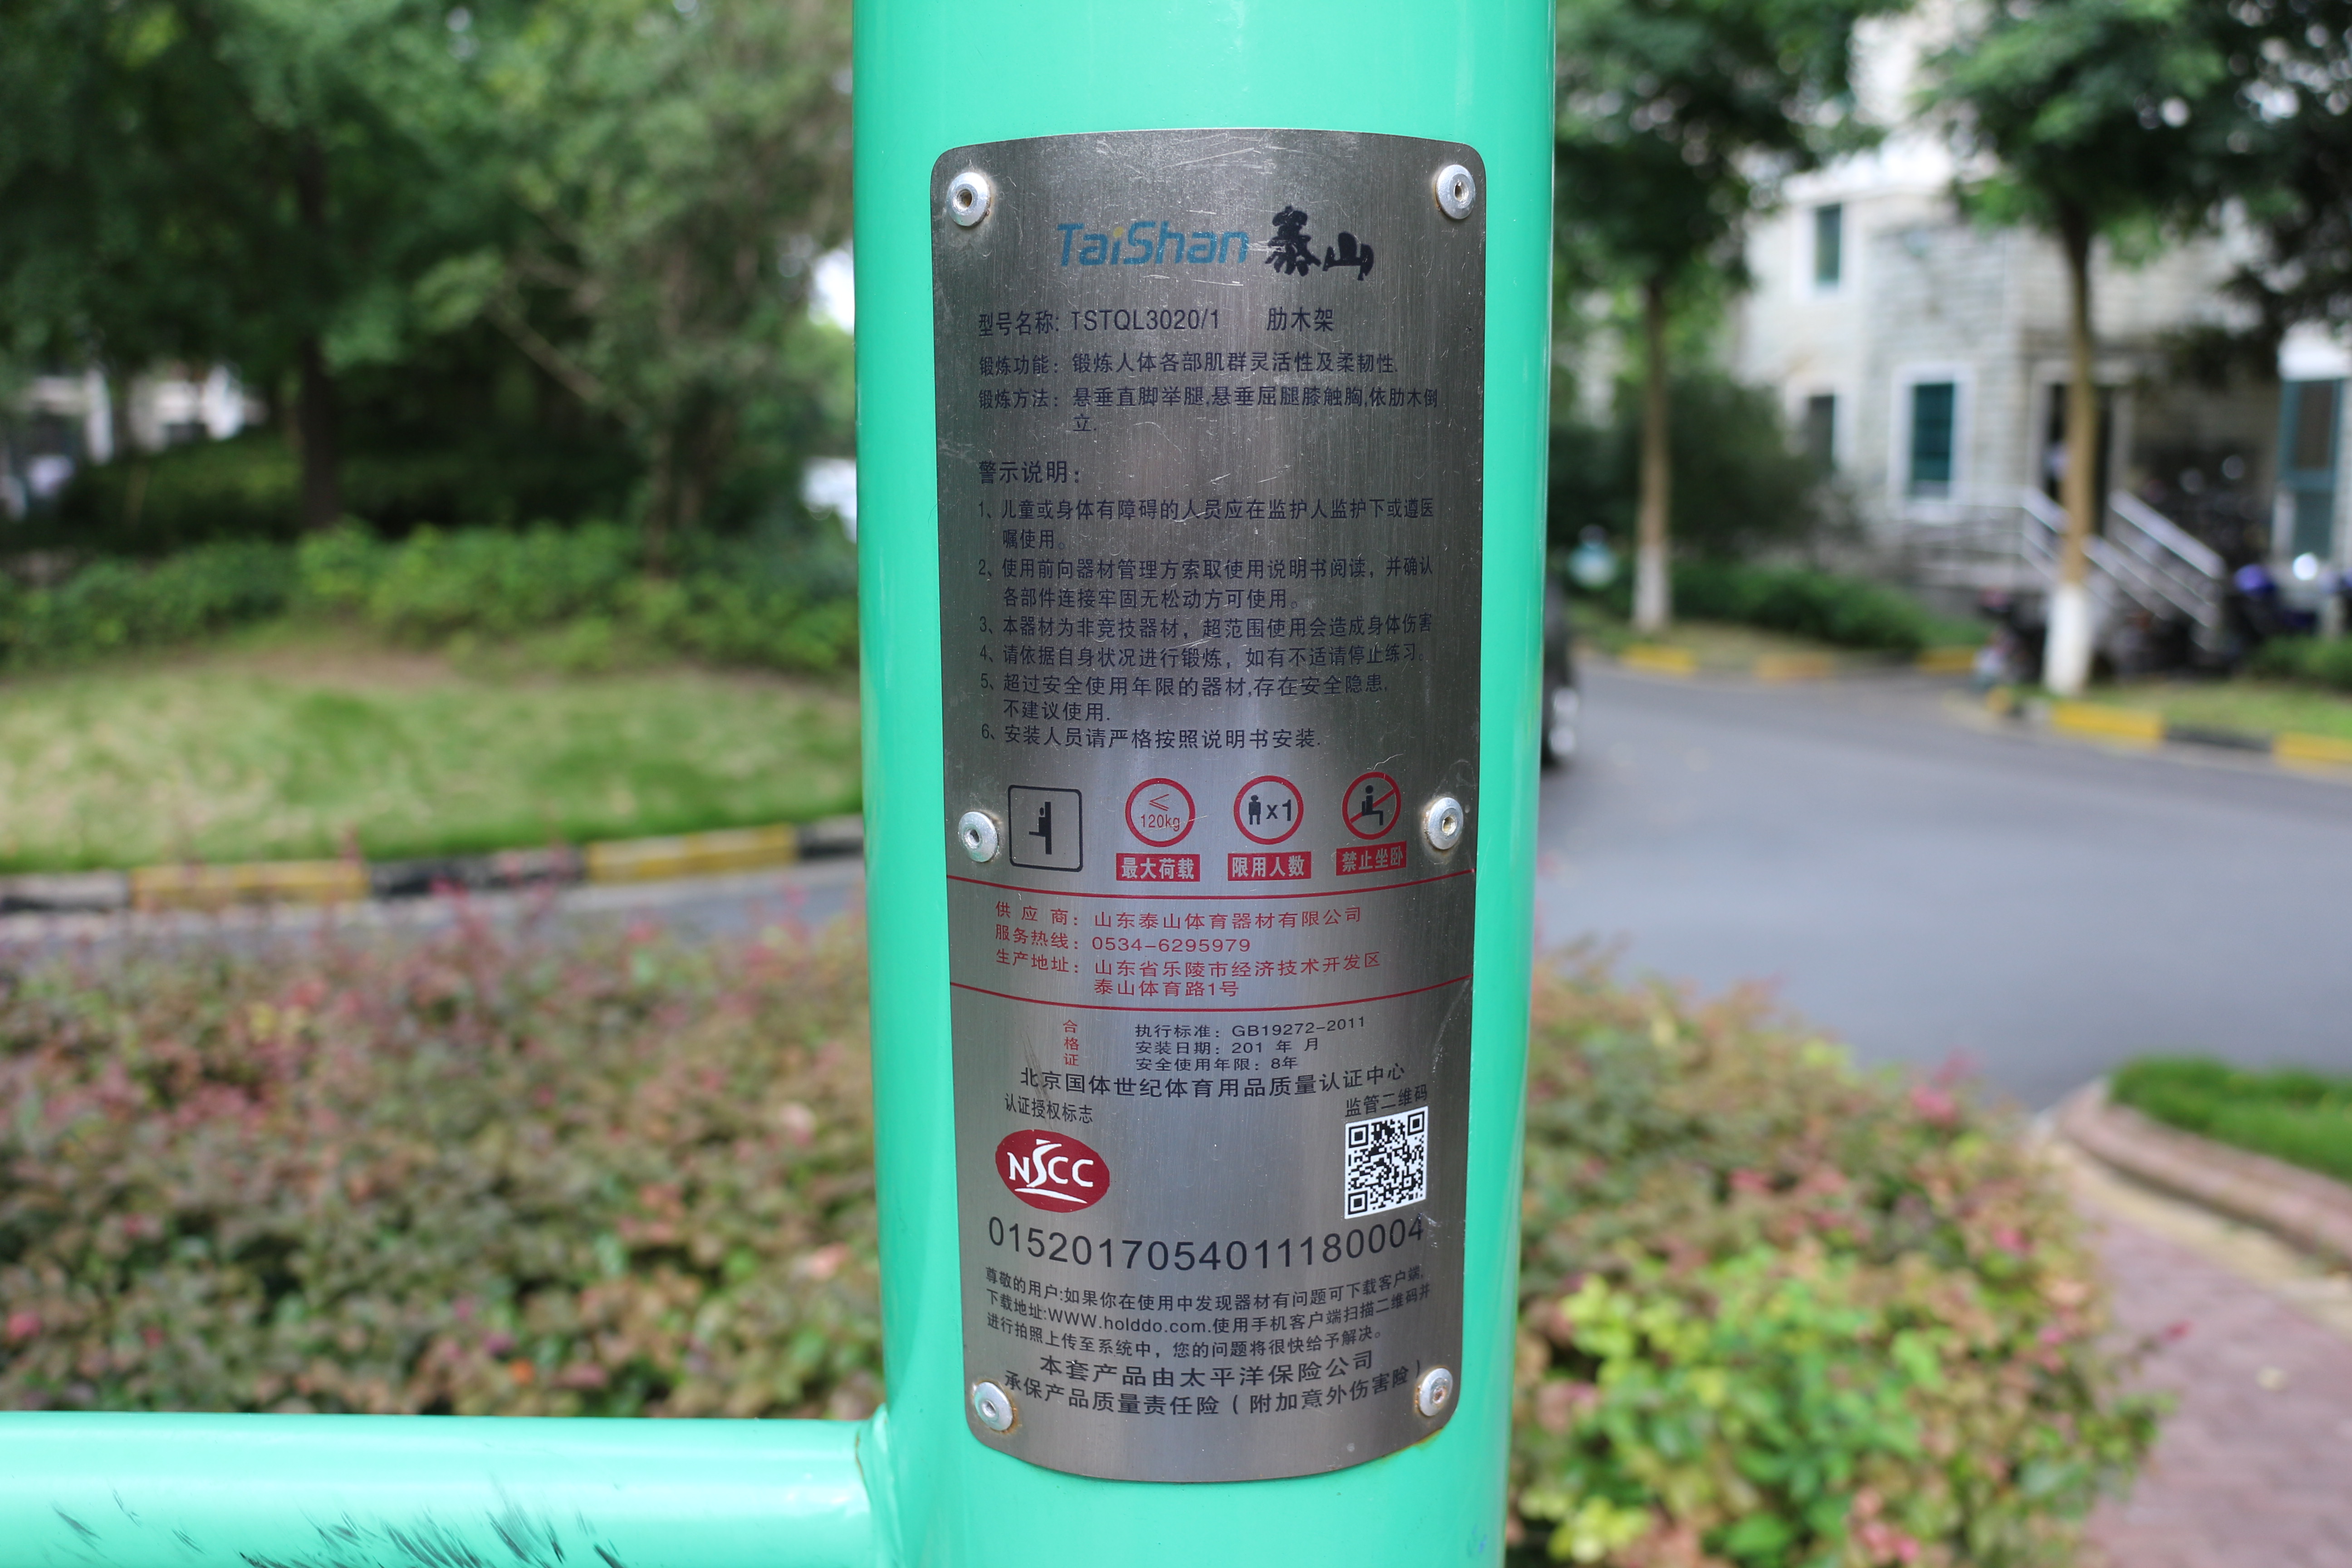 TaiShan 泰山
型号名称: TSTQL3020/1 肋木架
锻炼功能: 锻炼人体各部肌群灵活性及柔韧性.
锻炼方法: 悬垂直脚举腿,悬垂屈腿膝触胸,依肋木倒
立.
警示说明:
1、儿童或身体有障碍的人员应在监护人监护下或遵医
嘱使用。
2、使用前向器材管理方索取使用说明书阅读，并确认
各部件连接牢固无松动方可使用。
3、本器材为非竞技器材，超范围使用会造成身体伤害
4、请依据自身状况进行锻炼，如有不适请停止练习。
5、超过安全使用年限的器材,存在安全隐患,
不建议使用.
6、安装人员请严格按照说明书安装.
≤ 120kg x1
最大荷载 限用人数 禁止坐卧
供应商: 山东泰山体育器材有限公司
服务热线: 0534-6295979
生产地址: 山东省乐陵市经济技术开发区
泰山体育路1号
合格证
执行标准: GB19272-2011
安装日期: 201 年 月
安全使用年限: 8年
北京国体世纪体育用品质量认证中心
认证授权标志 监管二维码
NSCC
0152017054011180004
尊敬的用户:如果你在使用中发现器材有问题可下载客户端,
下载地址:WWW.holddo.com.使用手机客户端扫描二维码并
进行拍照上传至系统中，您的问题将很快给予解决。
本套产品由太平洋保险公司
承保产品质量责任险（附加意外伤害险）